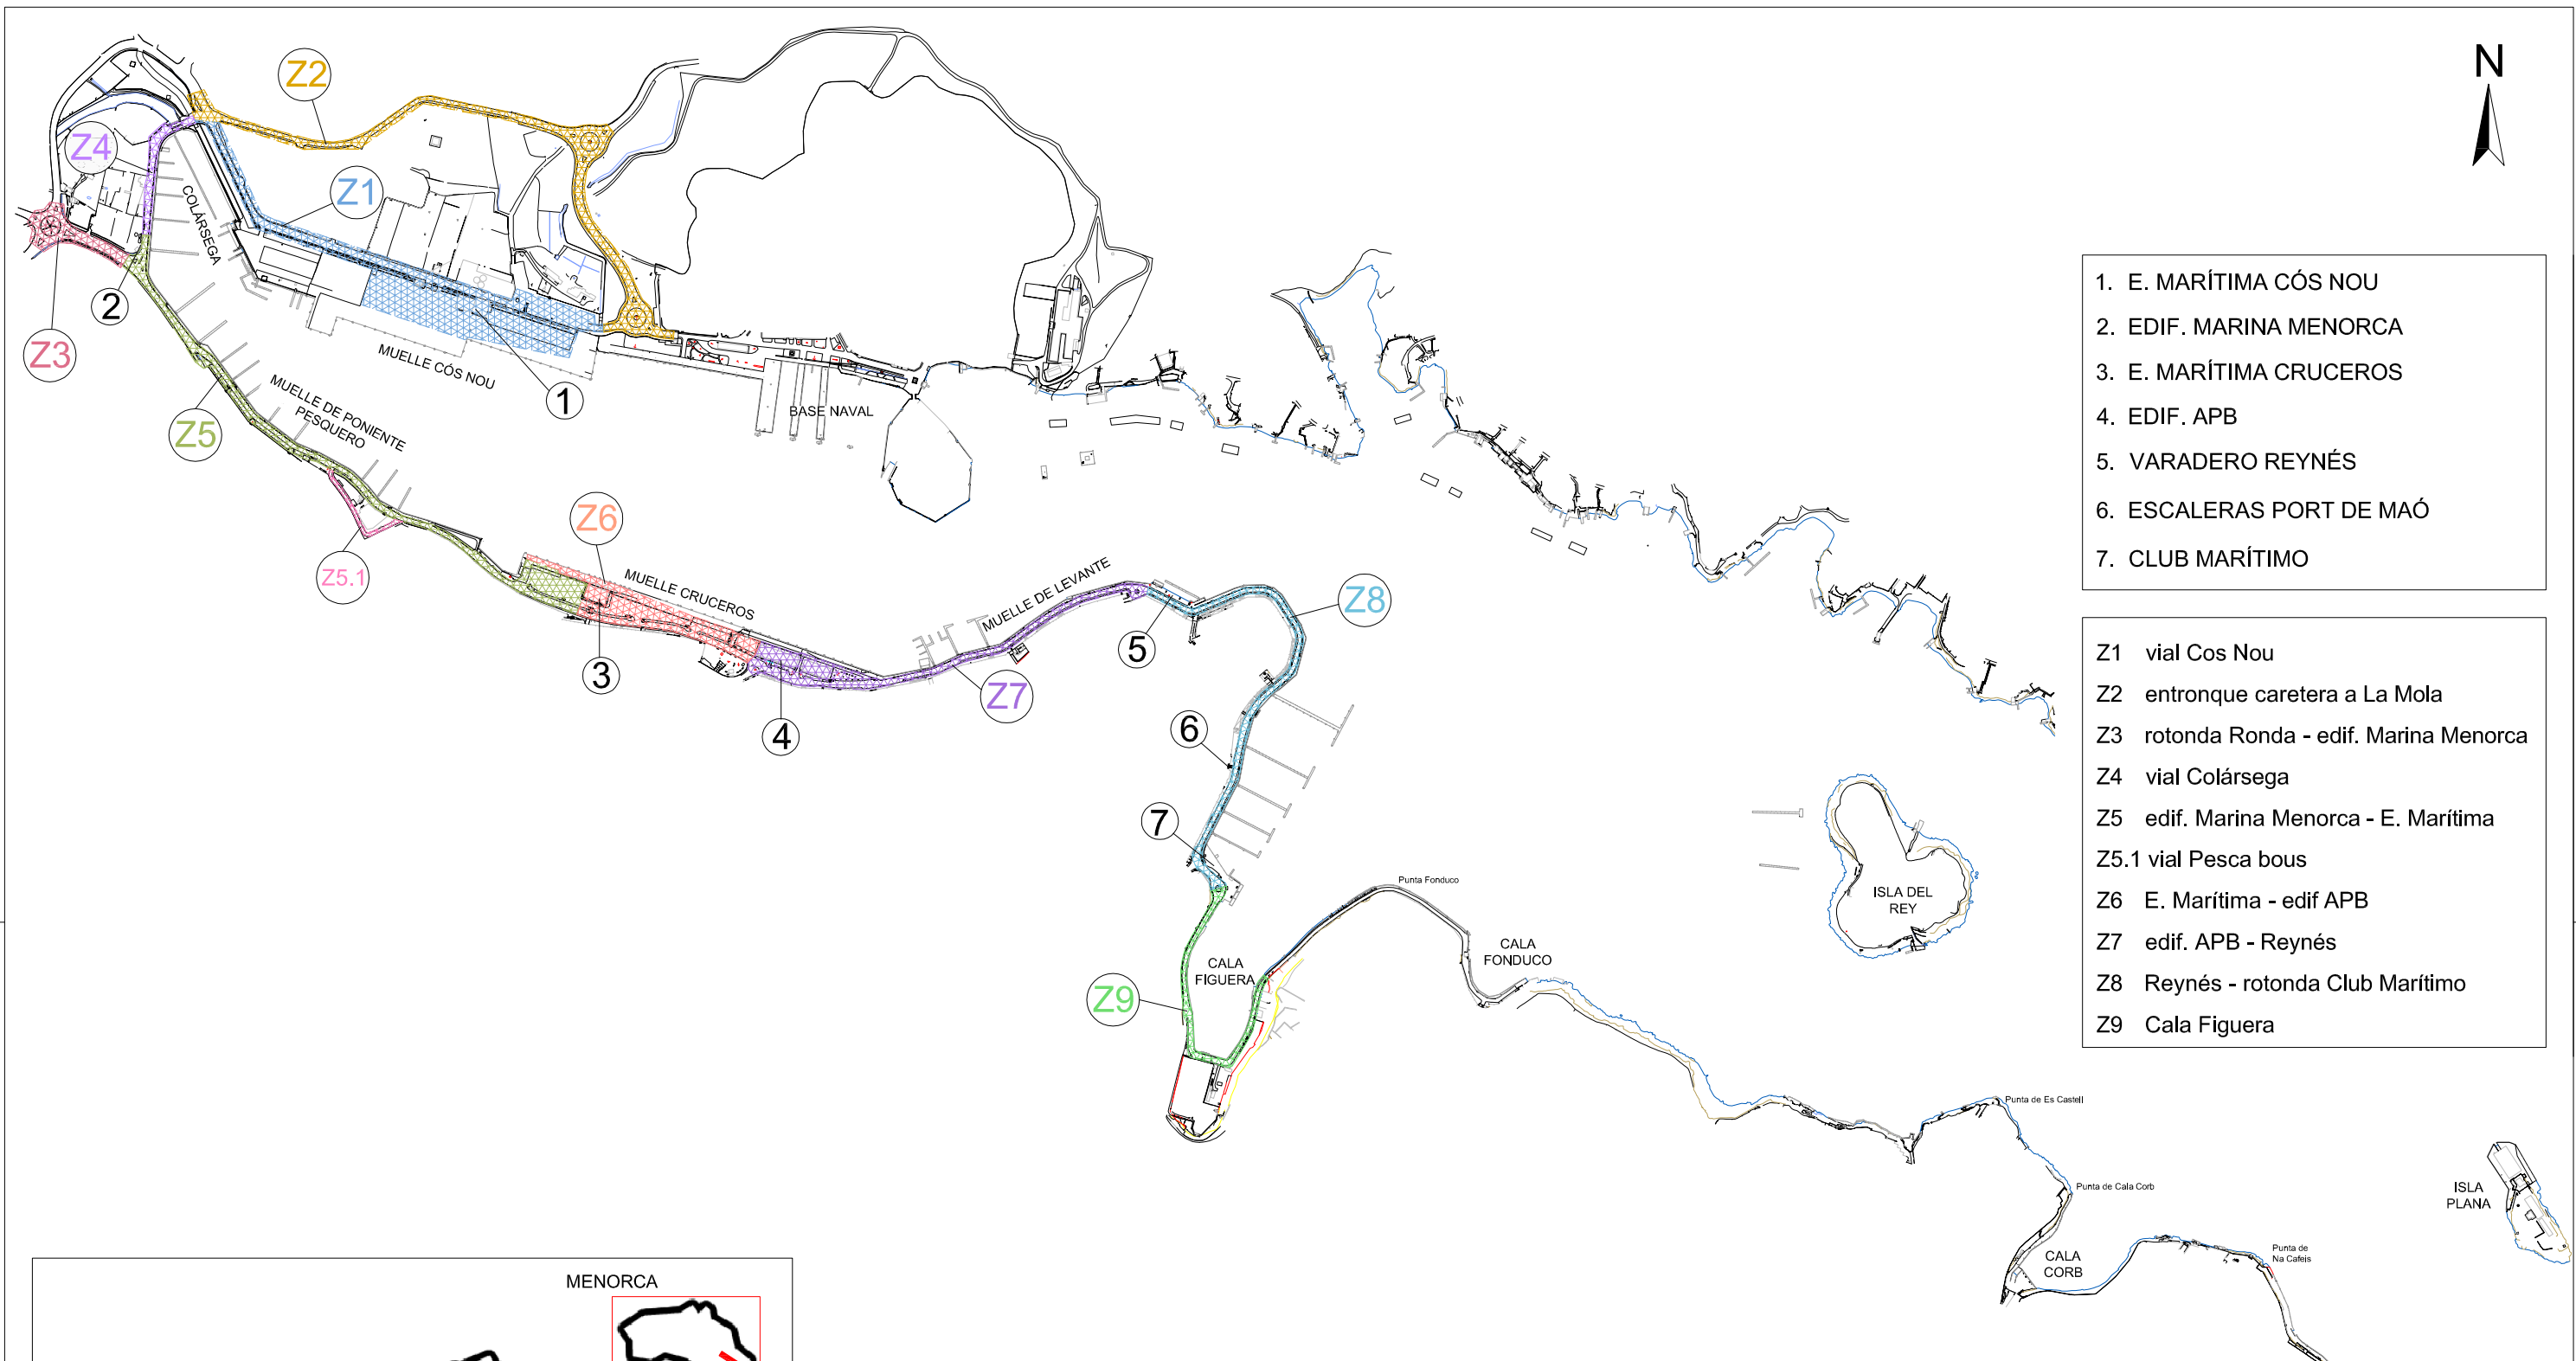 N
Z2
Z4
Z1
COLÁRSEGA
2
Z3
MUELLE CÓS NOU
1
BASE NAVAL
MUELLE DE PONIENTE
PESQUERO
Z5
Z5.1
Z6
MUELLE CRUCEROS
MUELLE DE LEVANTE
Z8
5
3
4
Z7
6
7
Punta Fonduco
CALA
FONDUCO
CALA
FIGUERA
Z9
ISLA DEL
REY
1. E. MARÍTIMA CÓS NOU
2. EDIF. MARINA MENORCA
3. E. MARÍTIMA CRUCEROS
4. EDIF. APB
5. VARADERO REYNÉS
6. ESCALERAS PORT DE MAÓ
7. CLUB MARÍTIMO
Z1 vial Cos Nou
Z2 entronque caretera a La Mola
Z3 rotonda Ronda - edif. Marina Menorca
Z4 vial Colársega
Z5 edif. Marina Menorca - E. Marítima
Z5.1 vial Pesca bous
Z6 E. Marítima - edif APB
Z7 edif. APB - Reynés
Z8 Reynés - rotonda Club Marítimo
Z9 Cala Figuera
Punta de Es Castell
Punta de Cala Corb
ISLA
PLANA
CALA
CORB
Punta de
Na Cafeis
MENORCA